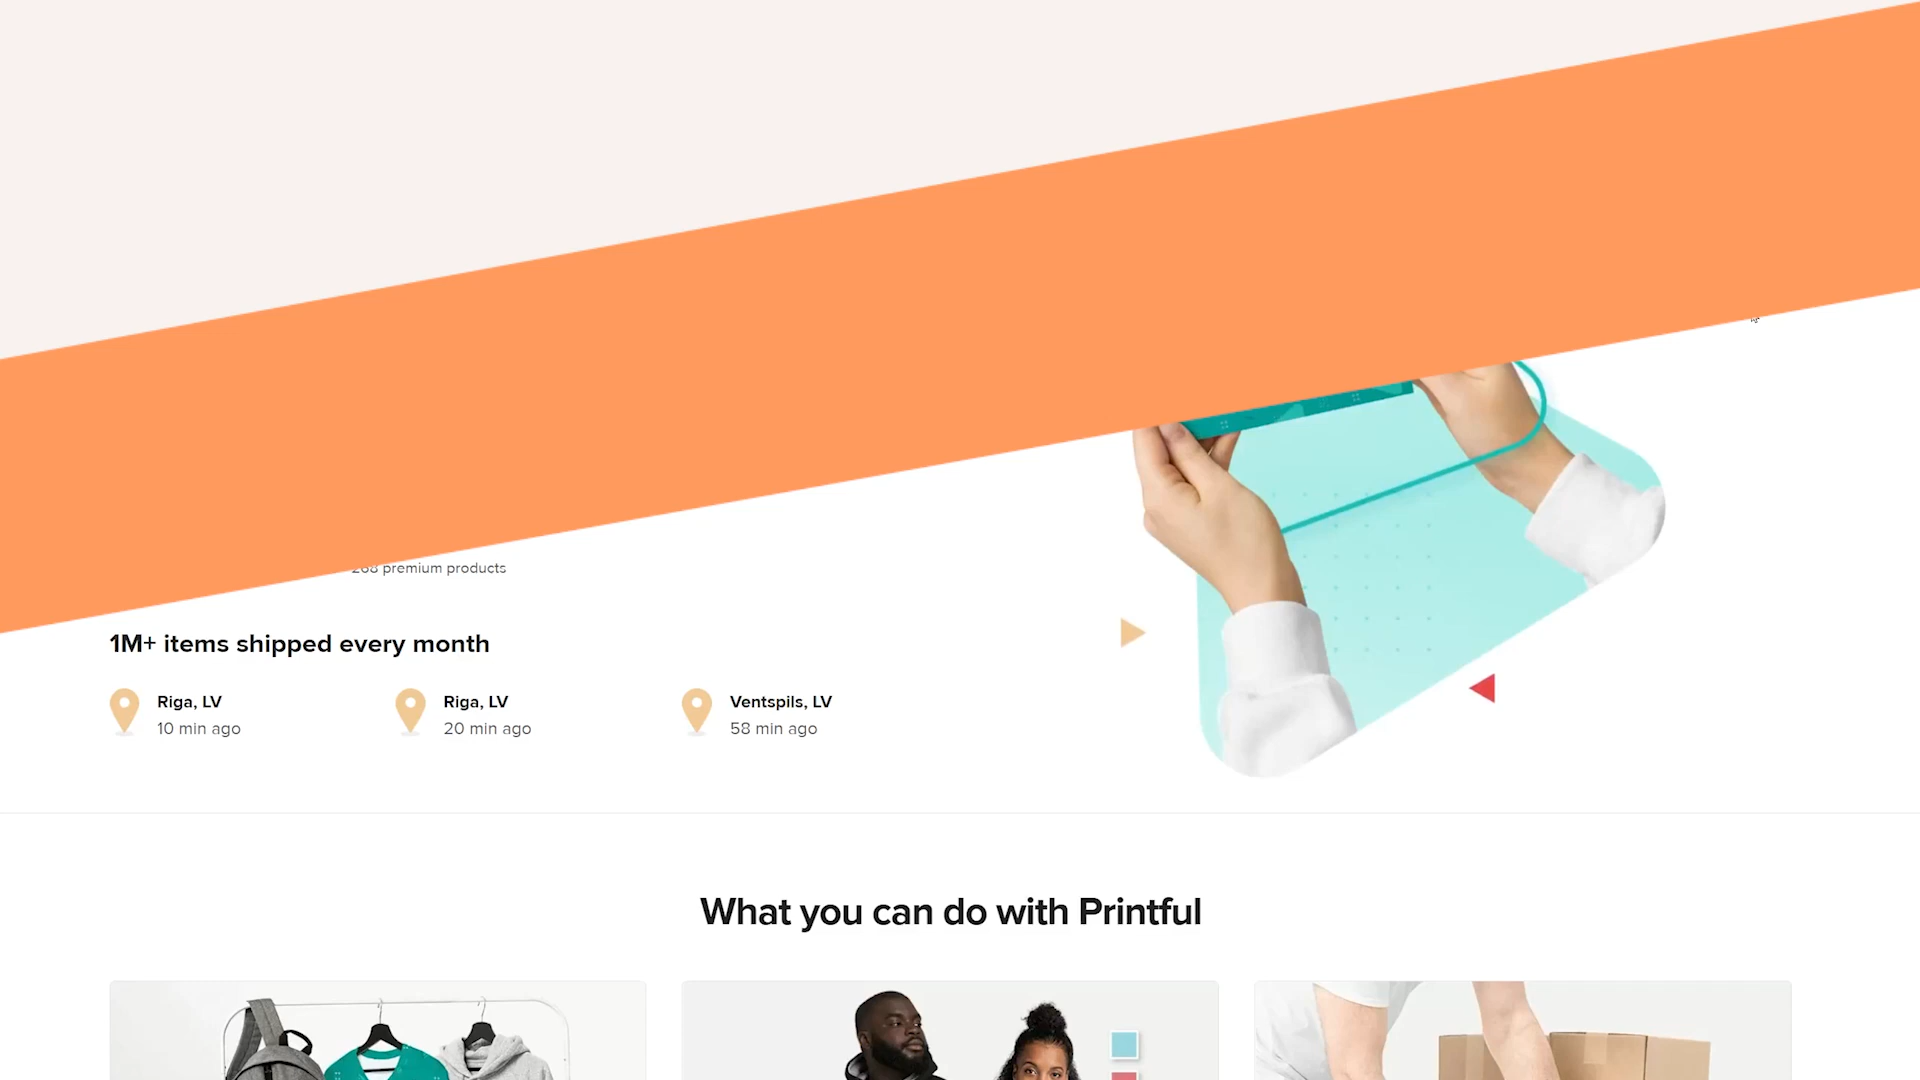 268 premium products
1M+ items shipped every month
Riga, LV
10 min ago
Riga, LV
20 min ago
Ventspils, LV
58 min ago
What you can do with Printful